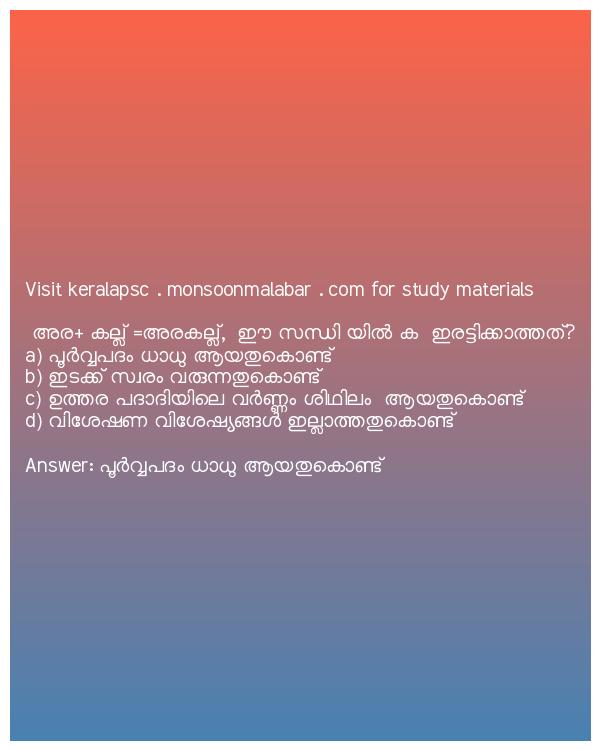 Visit keralapsc . monsoonmalabar . com for study materials
അര+ കല്ല് =അരകല്ല്, ഈ സന്ധി യിൽ ക ഇരട്ടിക്കാത്തത്?
a) പൂർവ്വപദം ധാധു ആയതുകൊണ്ട്
b) ഇടക്ക് സ്വരം വരുന്നതുകൊണ്ട്
c) ഉത്തര പദാദിയിലെ വർണ്ണം ശിഥിലം ആയതുകൊണ്ട്
d) വിശേഷണ വിശേഷ്യങ്ങൾ ഇല്ലാത്തതുകൊണ്ട്
Answer: പൂർവ്വപദം ധാധു ആയതുകൊണ്ട്